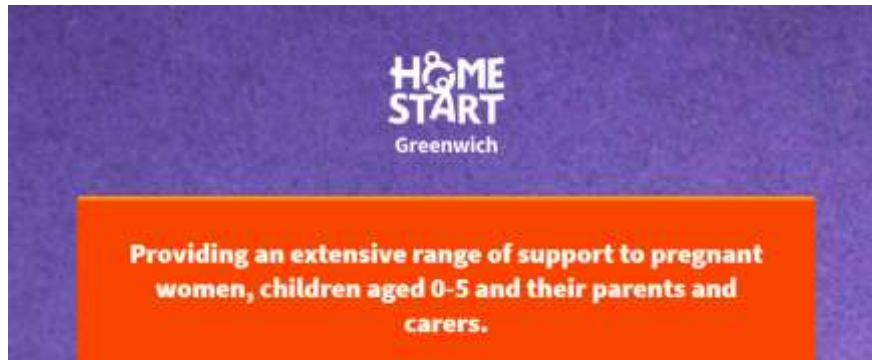 HOME
START
Greenwich
Providing an extensive range of support to pregnant
women, children aged 0-5 and their parents and
carers.